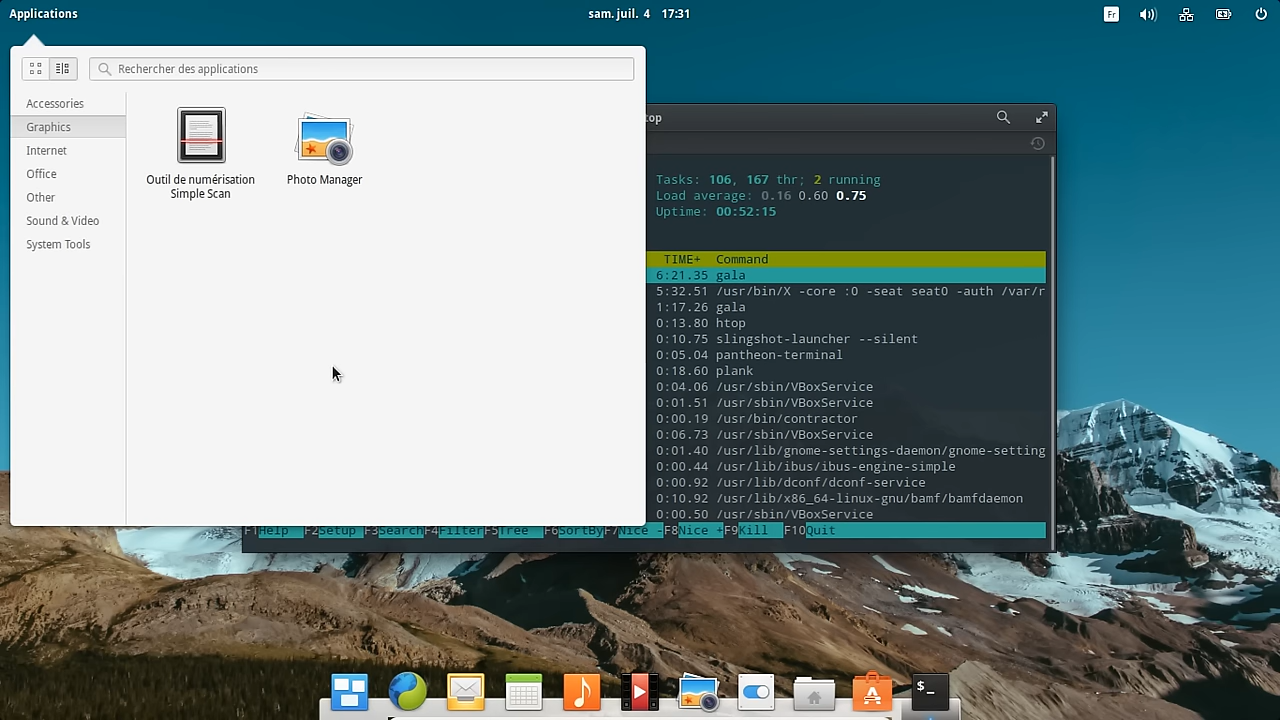 Applications
sam. juil. 4 17:31
Fr
Rechercher des applications
Accessories
Graphics
Internet
Office
Other
Sound & Video
System Tools
Outil de numérisation
Simple Scan
Photo Manager
top
Tasks: 106, 167 thr; 2 running
Load average: 0.16 0.60 0.75
Uptime: 00:52:15
TIME+ Command
6:21.35 gala
5:32.51 /usr/bin/X -core :0 -seat seat0 -auth /var/r
1:17.26 gala
0:13.80 htop
0:10.75 slingshot-launcher --silent
0:05.04 pantheon-terminal
0:18.60 plank
0:04.06 /usr/sbin/VBoxService
0:01.51 /usr/sbin/VBoxService
0:00.19 /usr/bin/contractor
0:06.73 /usr/sbin/VBoxService
0:01.40 /usr/lib/gnome-settings-daemon/gnome-setting
0:00.44 /usr/lib/ibus/ibus-engine-simple
0:00.92 /usr/lib/dconf/dconf-service
0:10.92 /usr/lib/x86_64-linux-gnu/bamf/bamfdaemon
0:00.50 /usr/sbin/VBoxService
F1Help F2Setup F3SearchF4FilterF5Tree F6SortByF7Nice -F8Nice +F9Kill F10Quit
$_